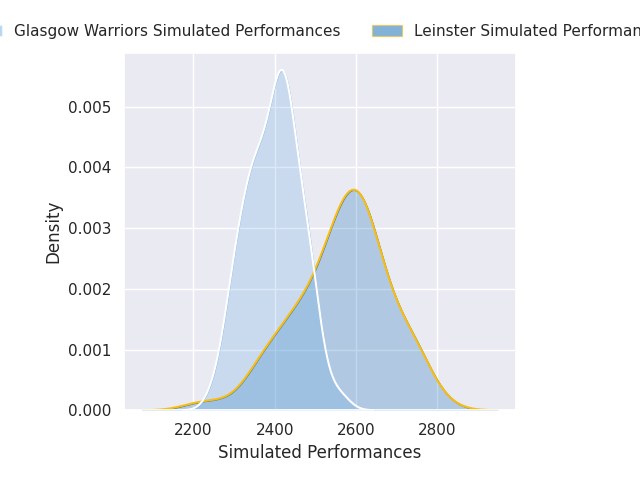 Glasgow Warriors Simulated Performances Leinster Simulated Performan
0.005
0.004
0.003
0.002
0.001
0.000
Density
2200 2400 2600 2800
Simulated Performances